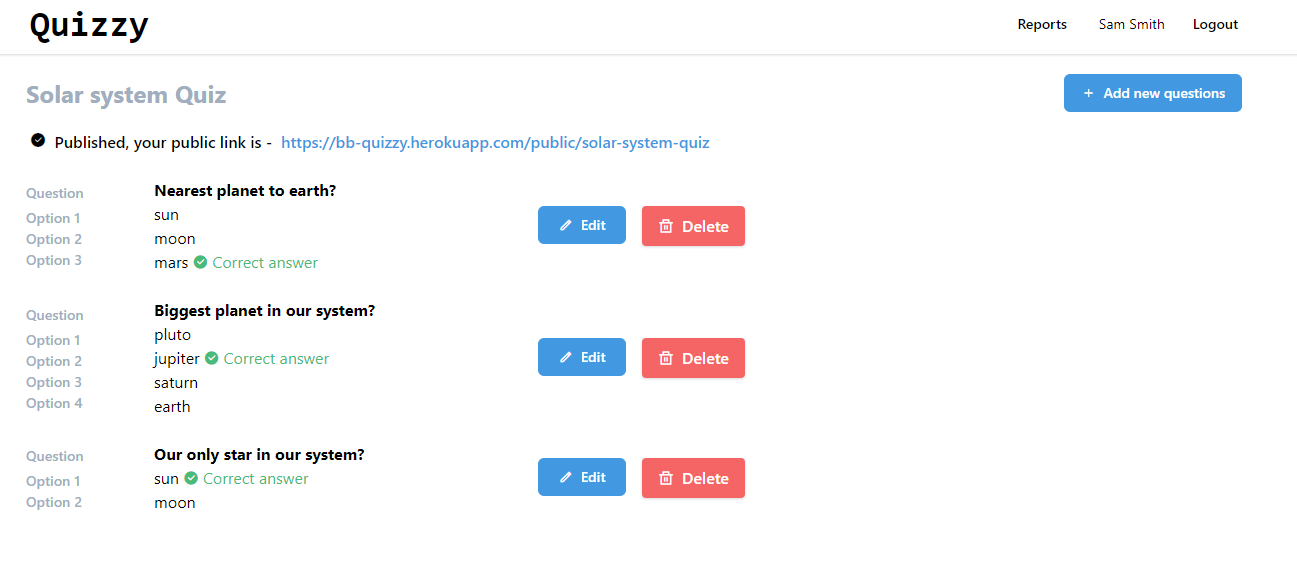 Quizzy
Reports Sam Smith Logout
Solar system Quiz
+ Add new questions
Published, your public link is - https://bb-quizzy.herokuapp.com/public/solar-system-quiz
Question Nearest planet to earth?
Option 1 sun
Option 2 moon
Option 3 mars Correct answer
Edit Delete
Question Biggest planet in our system?
Option 1 pluto
Option 2 jupiter Correct answer
Option 3 saturn
Option 4 earth
Edit Delete
Question Our only star in our system?
Option 1 sun Correct answer
Option 2 moon
Edit Delete